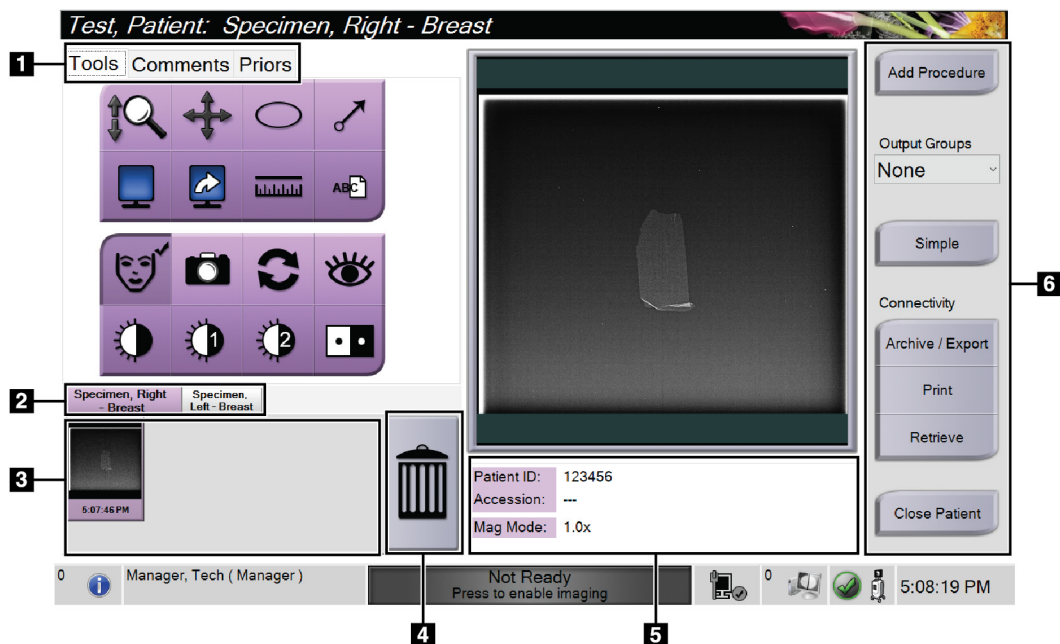 Test, Patient: Specimen, Right - Breast
1
Tools Comments Priors
ABC
1
2
2
Specimen, Right
- Breast
Specimen,
Left - Breast
3
5:07:46 PM
4
Patient ID: 123456
Accession: ---
Mag Mode: 1.0x
5
Add Procedure
Output Groups
None
Simple
Connectivity
Archive / Export
Print
Retrieve
Close Patient
6
0
Manager, Tech ( Manager )
Not Ready
Press to enable imaging
0
5:08:19 PM